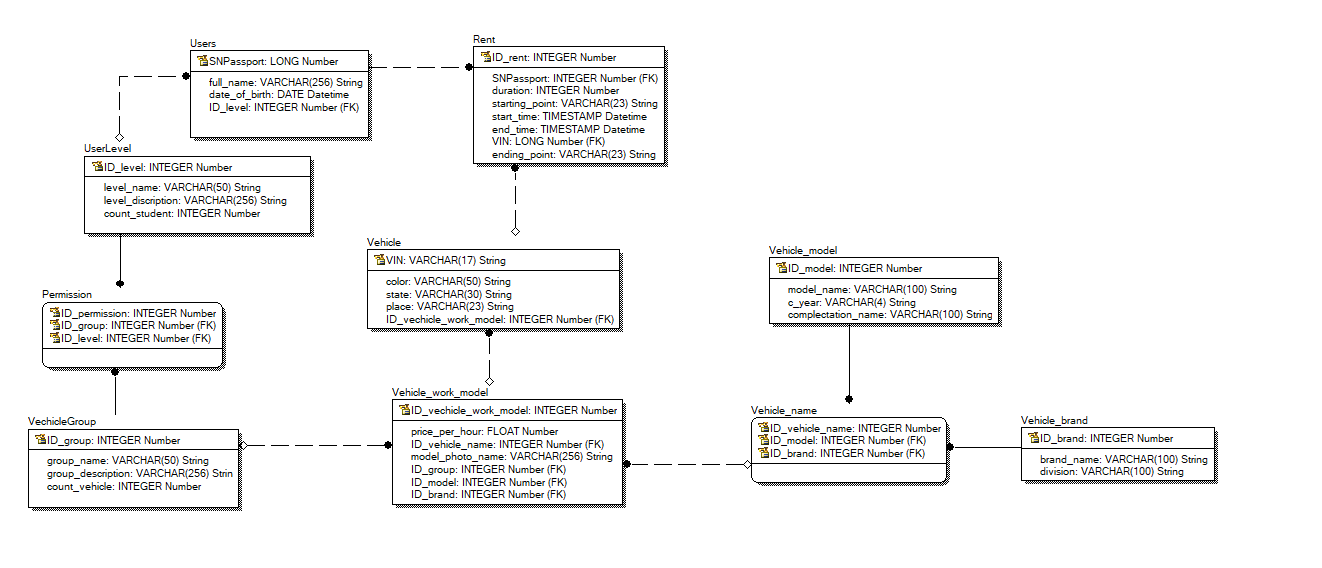 Users
SNPassport: LONG Number
full_name: VARCHAR(256) String
date_of_birth: DATE Datetime
ID_level: INTEGER Number (FK)
Rent
ID_rent: INTEGER Number
SNPassport: INTEGER Number (FK)
duration: INTEGER Number
starting_point: VARCHAR(23) String
start_time: TIMESTAMP Datetime
end_time: TIMESTAMP Datetime
VIN: LONG Number (FK)
ending_point: VARCHAR(23) String
UserLevel
ID_level: INTEGER Number
level_name: VARCHAR(50) String
level_discription: VARCHAR(256) String
count_student: INTEGER Number
Vehicle
VIN: VARCHAR(17) String
color: VARCHAR(50) String
state: VARCHAR(30) String
place: VARCHAR(23) String
ID_vechicle_work_model: INTEGER Number (FK)
Vehicle_model
ID_model: INTEGER Number
model_name: VARCHAR(100) String
c_year: VARCHAR(4) String
complectation_name: VARCHAR(100) String
Permission
ID_permission: INTEGER Number
ID_group: INTEGER Number (FK)
ID_level: INTEGER Number (FK)
VechicleGroup
ID_group: INTEGER Number
group_name: VARCHAR(50) String
group_description: VARCHAR(256) Strin
count_vehicle: INTEGER Number
Vehicle_work_model
ID_vechicle_work_model: INTEGER Number
price_per_hour: FLOAT Number
ID_vehicle_name: INTEGER Number (FK)
model_photo_name: VARCHAR(256) String
ID_group: INTEGER Number (FK)
ID_model: INTEGER Number (FK)
ID_brand: INTEGER Number (FK)
Vehicle_name
ID_vehicle_name: INTEGER Number
ID_model: INTEGER Number (FK)
ID_brand: INTEGER Number (FK)
Vehicle_brand
ID_brand: INTEGER Number
brand_name: VARCHAR(100) String
division: VARCHAR(100) String